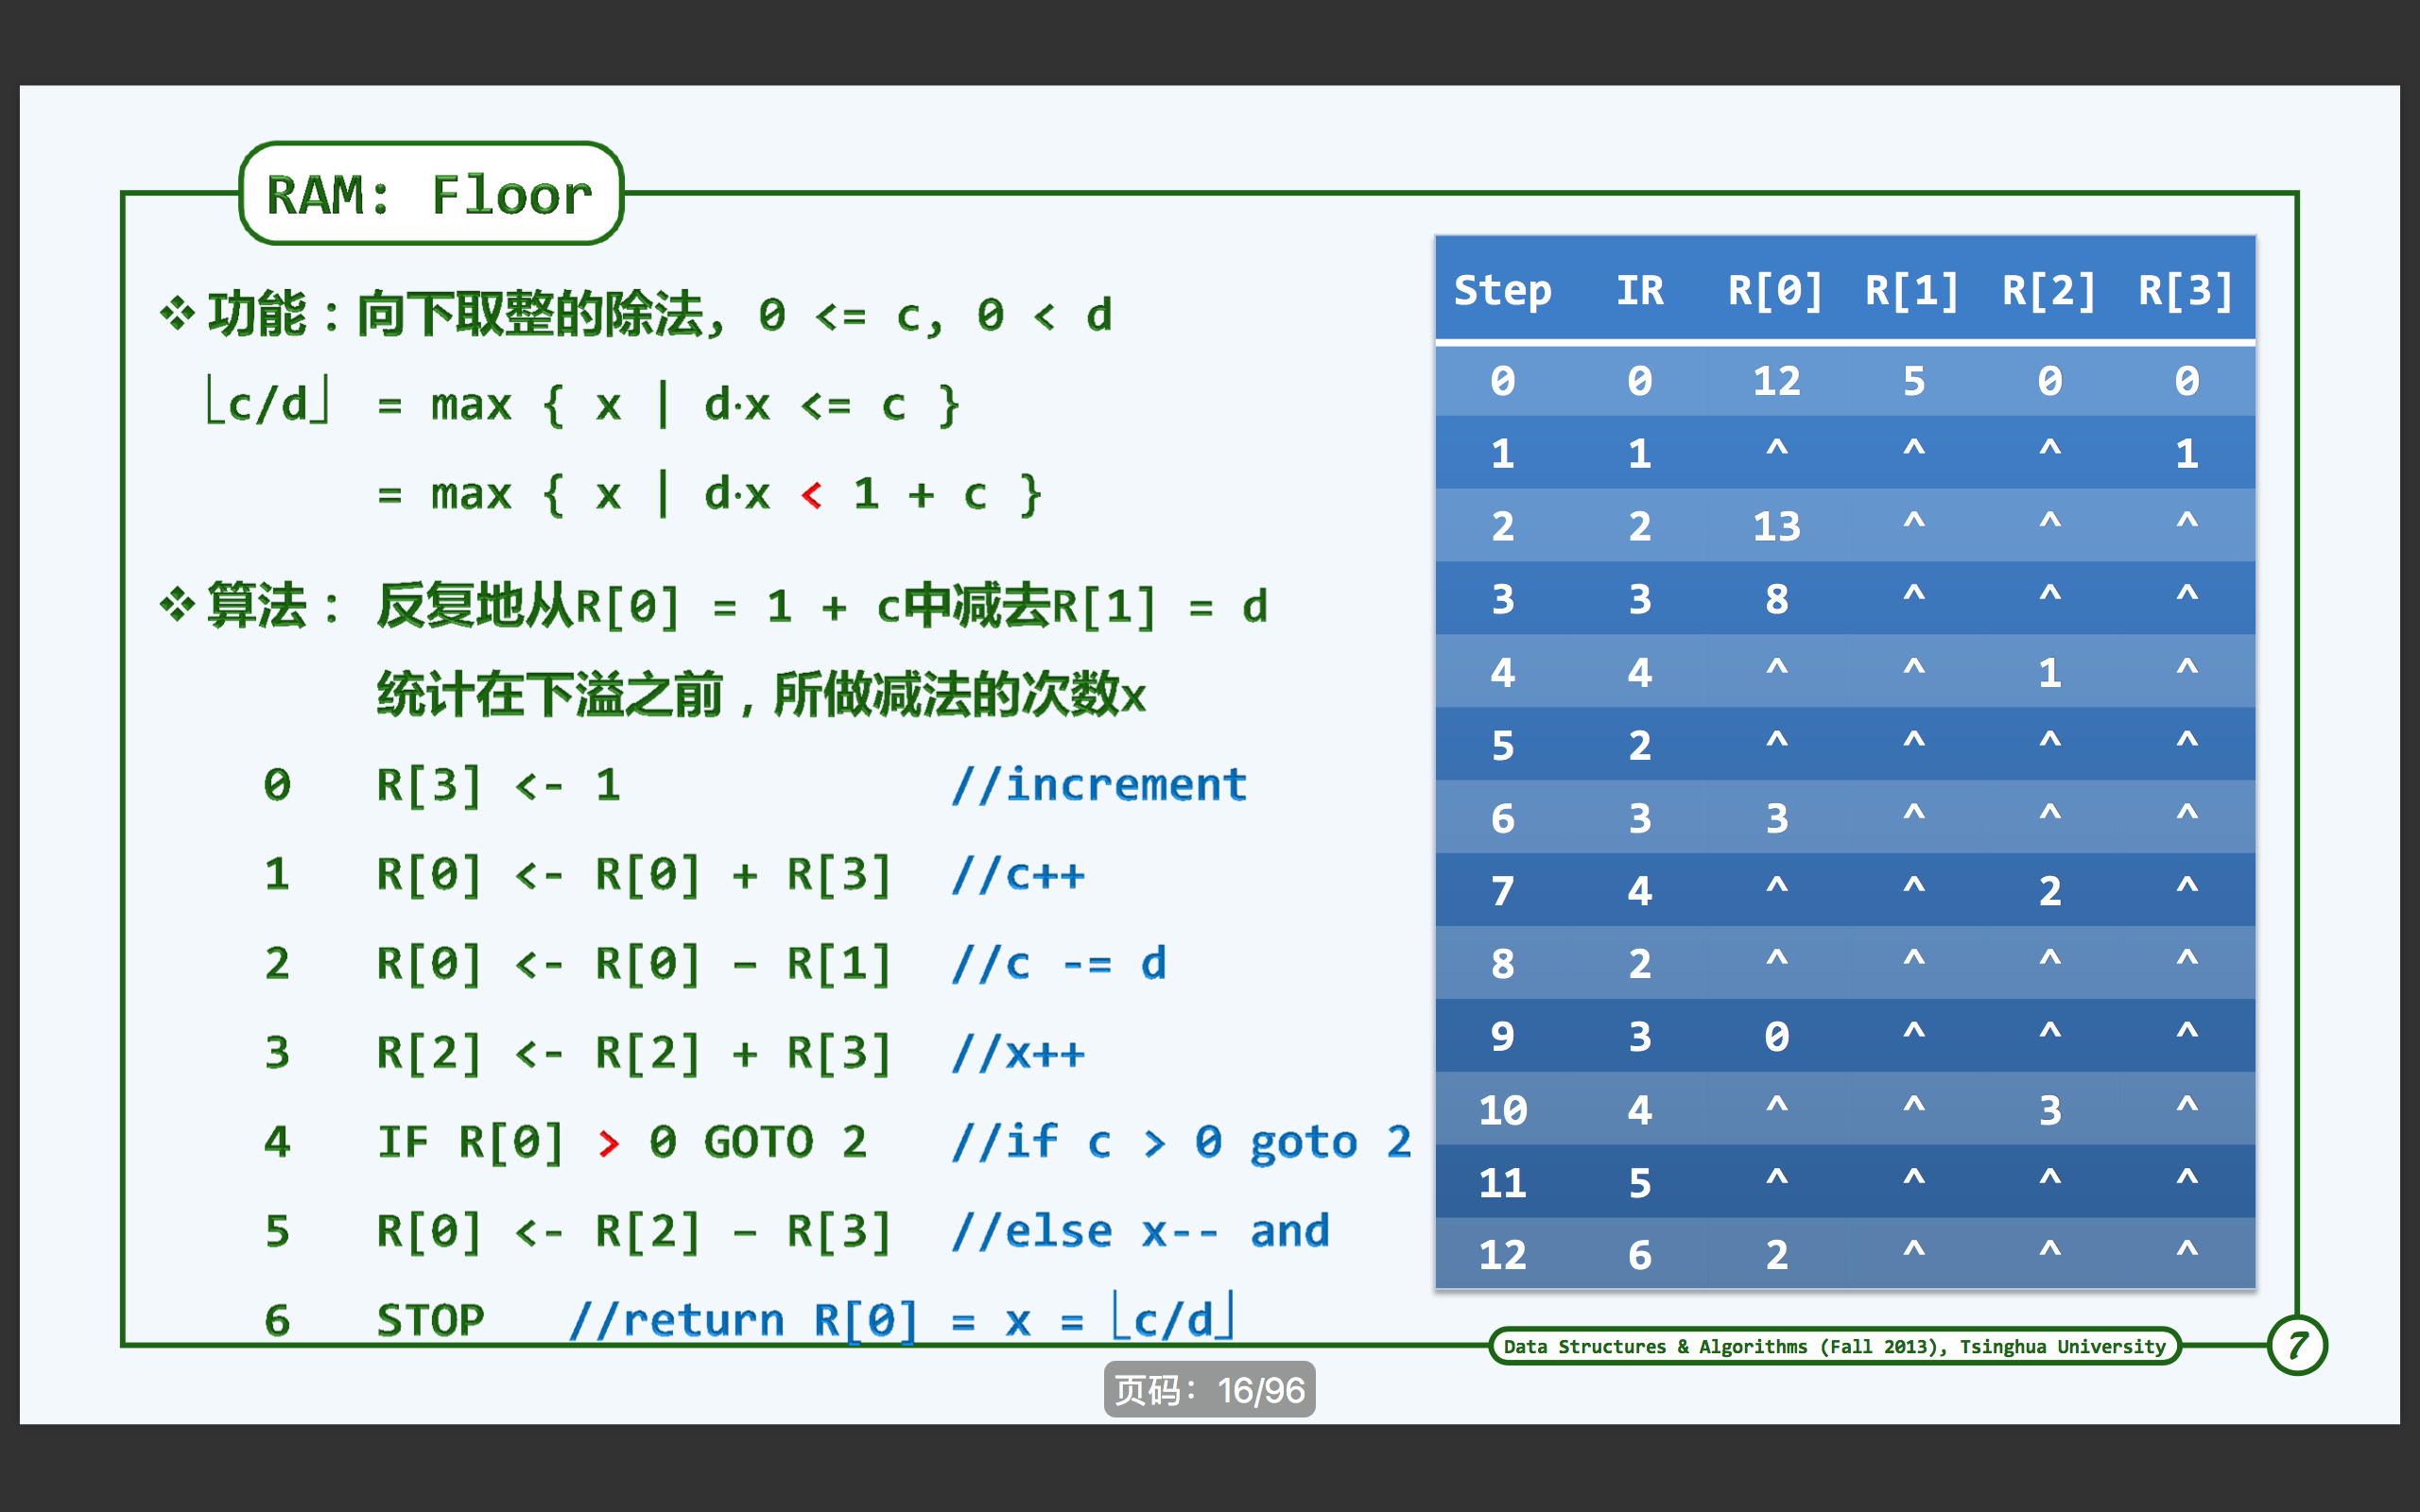 RAM: Floor
❖ 功能：向下取整的除法，0 <= c, 0 < d
⌊c/d⌋ = max { x | d·x <= c }
= max { x | d·x < 1 + c }
❖ 算法： 反复地从R[0] = 1 + c中减去R[1] = d
统计在下溢之前，所做减法的次数x
0 R[3] <- 1 //increment
1 R[0] <- R[0] + R[3] //c++
2 R[0] <- R[0] – R[1] //c -= d
3 R[2] <- R[2] + R[3] //x++
4 IF R[0] > 0 GOTO 2 //if c > 0 goto 2
5 R[0] <- R[2] – R[3] //else x-- and
6 STOP //return R[0] = x = ⌊c/d⌋
Step IR R[0] R[1] R[2] R[3]
0 0 12 5 0 0
1 1 ^ ^ ^ 1
2 2 13 ^ ^ ^
3 3 8 ^ ^ ^
4 4 ^ ^ 1 ^
5 2 ^ ^ ^ ^
6 3 3 ^ ^ ^
7 4 ^ ^ 2 ^
8 2 ^ ^ ^ ^
9 3 0 ^ ^ ^
10 4 ^ ^ 3 ^
11 5 ^ ^ ^ ^
12 6 2 ^ ^ ^
Data Structures & Algorithms (Fall 2013), Tsinghua University
7
页码： 16/96